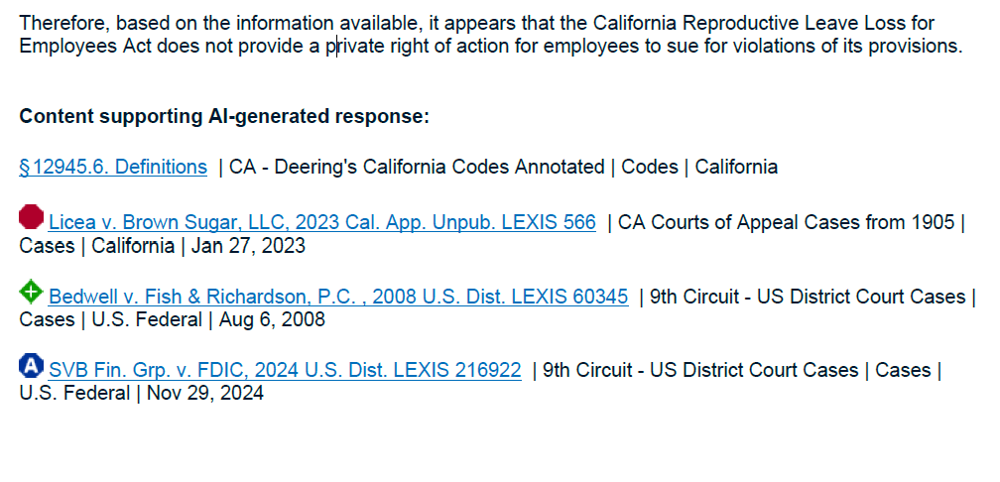 Therefore, based on the information available, it appears that the California Reproductive Leave Loss for
Employees Act does not provide a private right of action for employees to sue for violations of its provisions.
Content supporting AI-generated response:
§ 12945.6. Definitions | CA - Deering's California Codes Annotated | Codes | California
Licea v. Brown Sugar, LLC, 2023 Cal. App. Unpub. LEXIS 566 | CA Courts of Appeal Cases from 1905 |
Cases | California | Jan 27, 2023
Bedwell v. Fish & Richardson, P.C. , 2008 U.S. Dist. LEXIS 60345 | 9th Circuit - US District Court Cases |
Cases | U.S. Federal | Aug 6, 2008
A SVB Fin. Grp. v. FDIC, 2024 U.S. Dist. LEXIS 216922 | 9th Circuit - US District Court Cases | Cases |
U.S. Federal | Nov 29, 2024